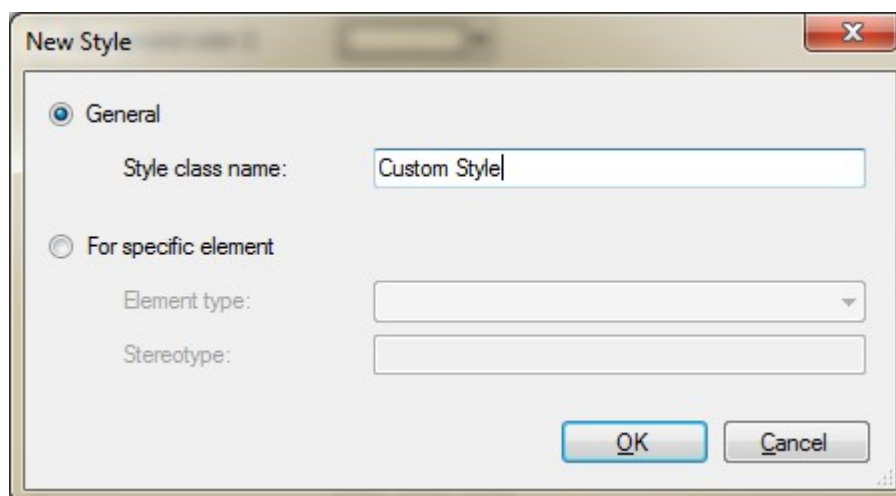 New Style
General
Style class name: Custom Style
For specific element
Element type:
Stereotype:
OK Cancel